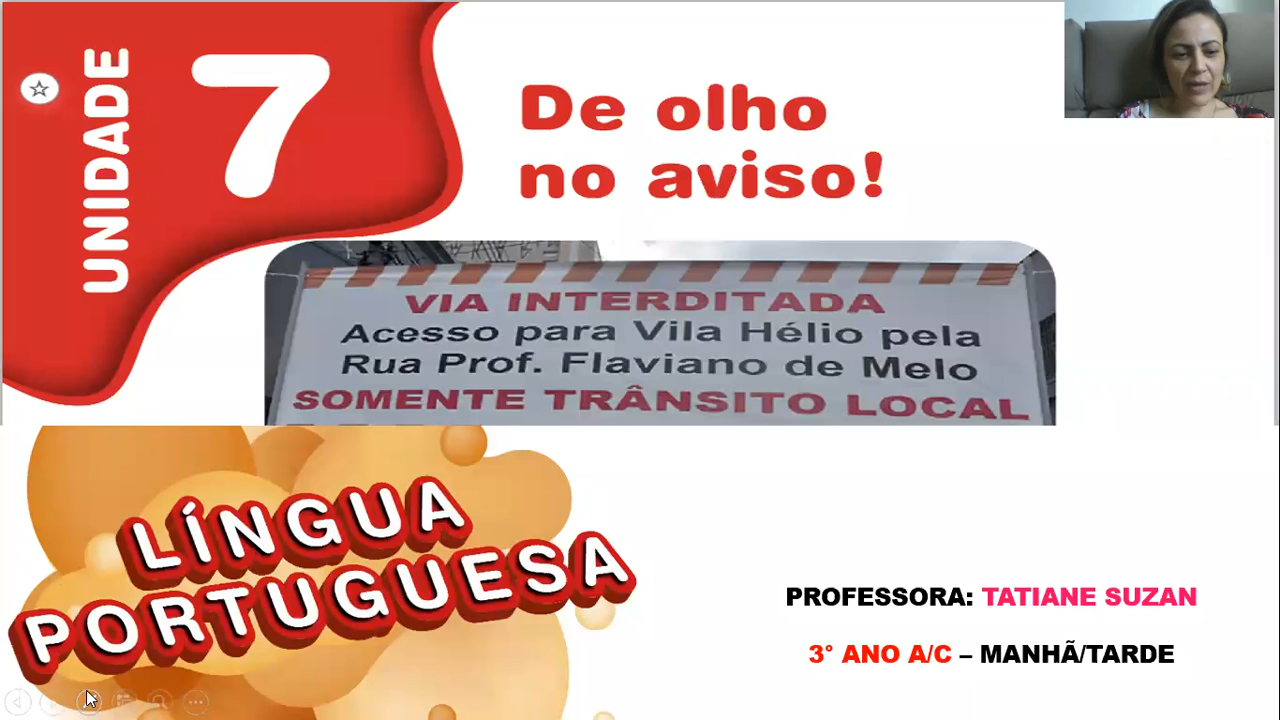 UNIDADE
7
De olho
no aviso!
VIA INTERDITADA
Acesso para Vila Hélio pela
Rua Prof. Flaviano de Melo
SOMENTE TRÂNSITO LOCAL
LÍNGUA
PORTUGUESA
PROFESSORA: TATIANE SUZAN
3° ANO A/C – MANHÃ/TARDE